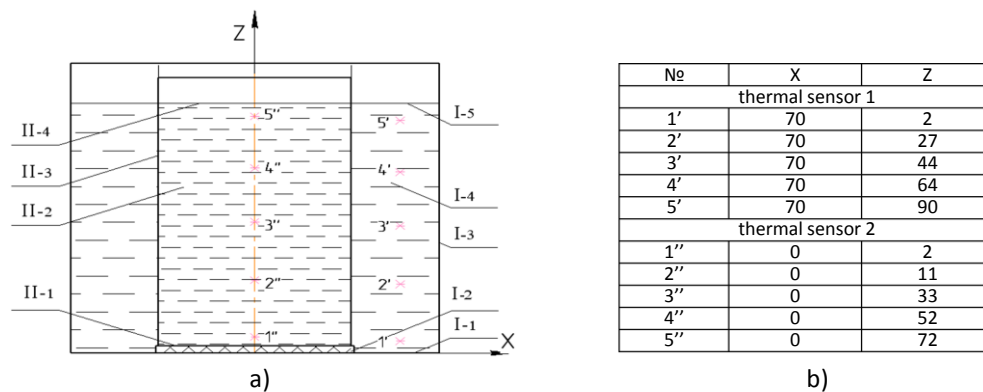 Z
5′′
5′
I-5
II-4
II-3
4′′
4′
II-2
I-4
3′′
3′
I-3
2′′
2′
II-1
I-2
1′′
1′
I-1
X
a)
№ X Z
thermal sensor 1
1′ 70 2
2′ 70 27
3′ 70 44
4′ 70 64
5′ 70 90
thermal sensor 2
1′′ 0 2
2′′ 0 11
3′′ 0 33
4′′ 0 52
5′′ 0 72
b)